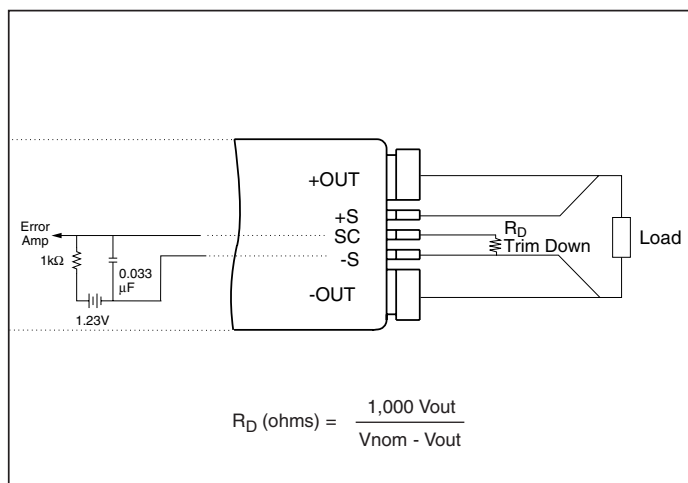 +OUT
+S
SC
-S
-OUT
Error
Amp
1kΩ
0.033
μF
1.23V
R_D
Trim Down
Load
R_D (ohms) = 1,000 Vout
Vnom - Vout